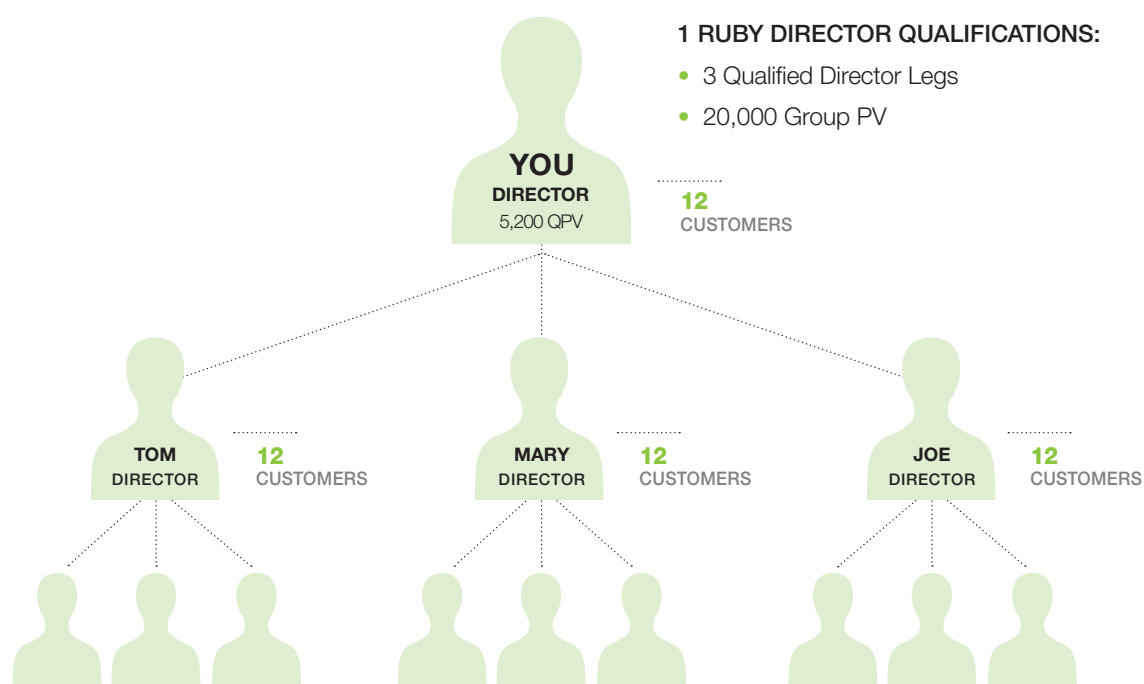 1 RUBY DIRECTOR QUALIFICATIONS:
• 3 Qualified Director Legs
• 20,000 Group PV
YOU
DIRECTOR
5,200 QPV
12
CUSTOMERS
TOM
DIRECTOR
12
CUSTOMERS
MARY
DIRECTOR
12
CUSTOMERS
JOE
DIRECTOR
12
CUSTOMERS